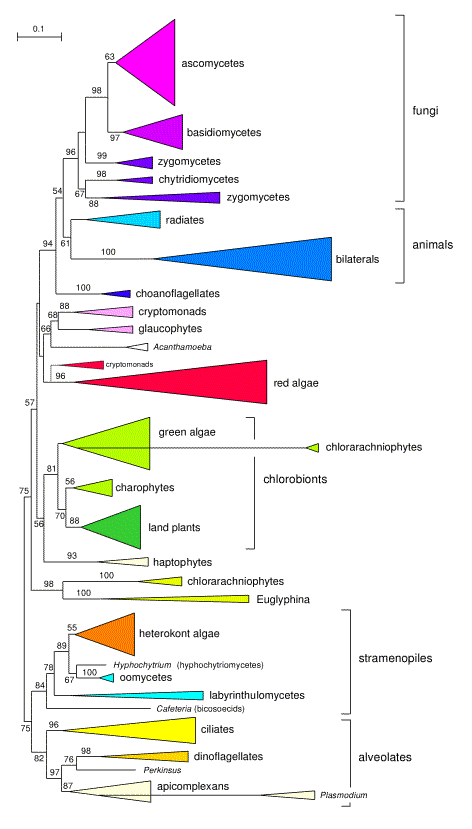 0.1
63
ascomycetes
98
fungi
97
basidiomycetes
96
99
zygomycetes
98
chytridiomycetes
67
88
zygomycetes
54
radiates
animals
61
94
100
bilaterals
100
choanoflagellates
88
cryptomonads
68
66
glaucophytes
Acanthamoeba
cryptomonads
96
red algae
57
green algae
chlorarachniophytes
81
chlorobionts
56
charophytes
75
70
88
land plants
56
93
haptophytes
100
chlorarachniophytes
98
100
Euglyphina
55
heterokont algae
89
stramenopiles
78
Hyphochytrium (hyphochytriomycetes)
67
100
oomycetes
84
labyrinthulomycetes
Cafeteria (bicosoecids)
75
96
ciliates
82
98
dinoflagellates
alveolates
76
97
Perkinsus
87
apicomplexans
Plasmodium